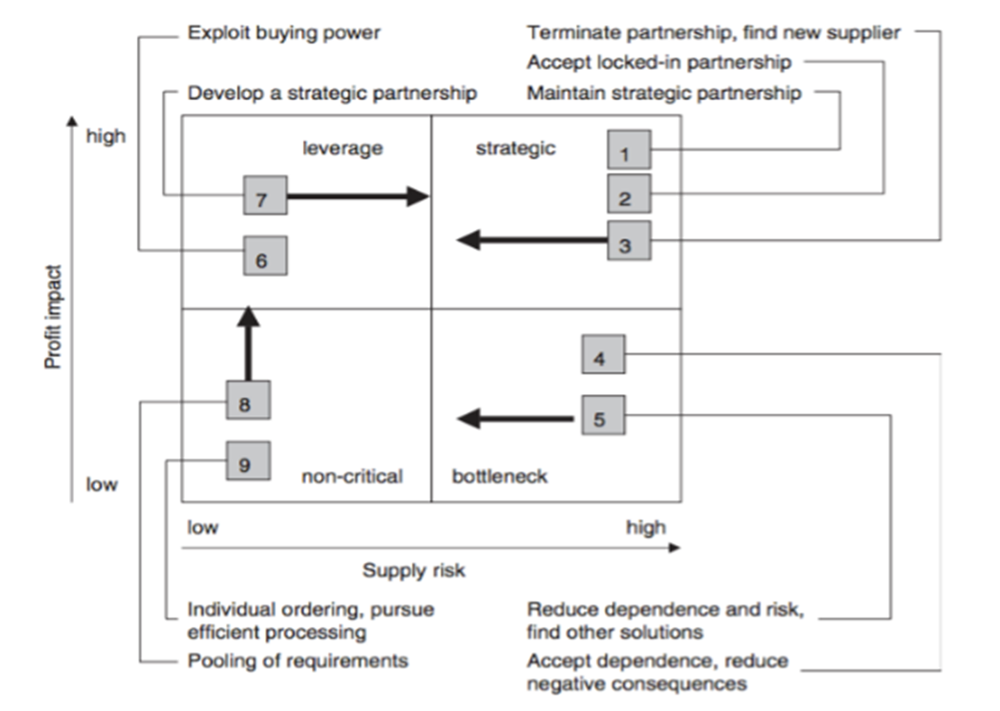 Exploit buying power
Terminate partnership, find new supplier
Accept locked-in partnership
Develop a strategic partnership
Maintain strategic partnership
high
leverage
strategic
1
7
2
6
3
Profit impact
4
8
5
9
low
non-critical
bottleneck
low
high
Supply risk
Individual ordering, pursue
efficient processing
Pooling of requirements
Reduce dependence and risk,
find other solutions
Accept dependence, reduce
negative consequences